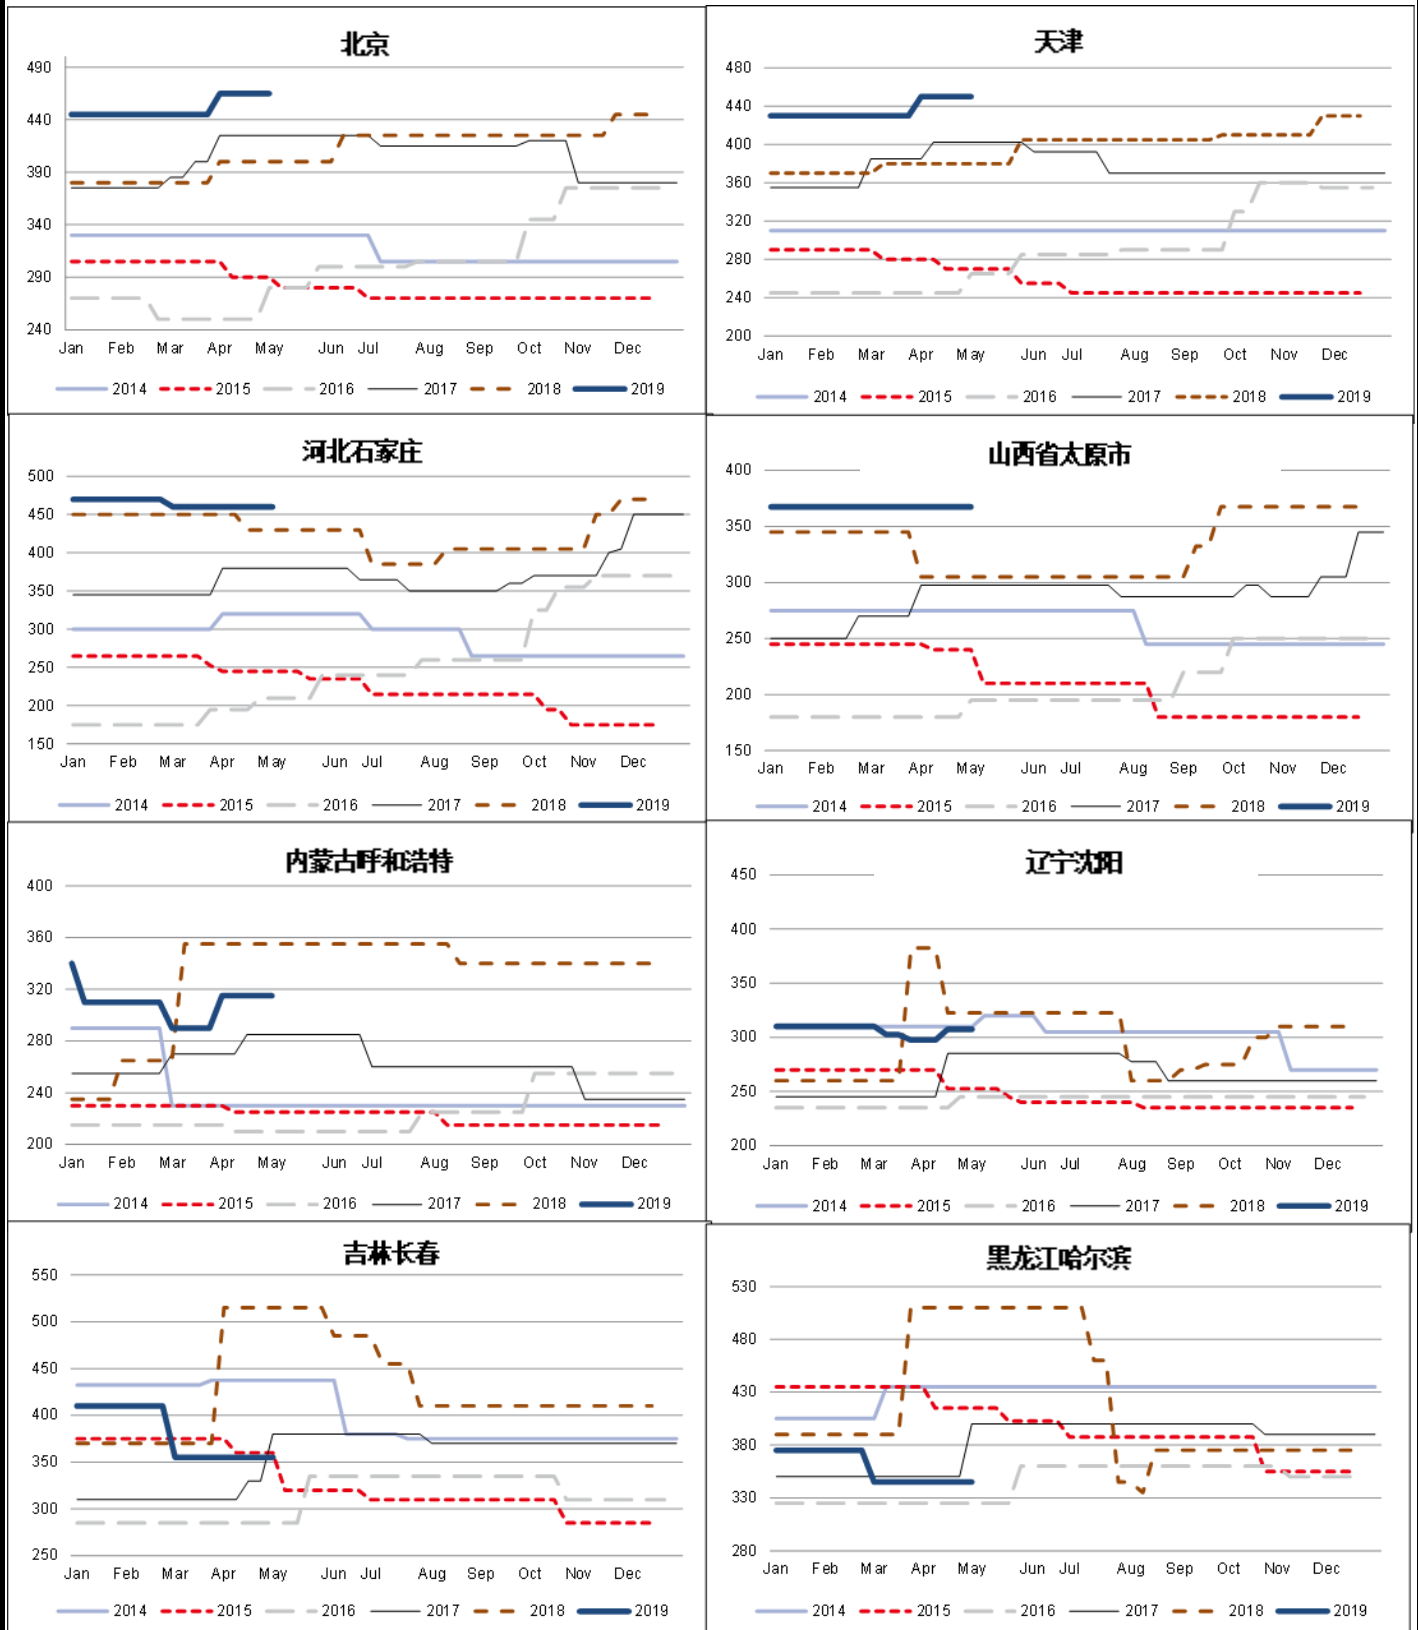 北京
490
440
390
340
290
240
Jan Feb Mar Apr May Jun Jul Aug Sep Oct Nov Dec
2014 2015 2016 2017 2018 2019
天津
480
440
400
360
320
280
240
200
Jan Feb Mar Apr May Jun Jul Aug Sep Oct Nov Dec
2014 2015 2016 2017 2018 2019
河北石家庄
500
450
400
350
300
250
200
150
Jan Feb Mar Apr May Jun Jul Aug Sep Oct Nov Dec
2014 2015 2016 2017 2018 2019
山西省太原市
400
350
300
250
200
150
Jan Feb Mar Apr May Jun Jul Aug Sep Oct Nov Dec
2014 2015 2016 2017 2018 2019
内蒙古呼和浩特
400
360
320
280
240
200
Jan Feb Mar Apr May Jun Jul Aug Sep Oct Nov Dec
2014 2015 2016 2017 2018 2019
辽宁沈阳
450
400
350
300
250
200
Jan Feb Mar Apr May Jun Jul Aug Sep Oct Nov Dec
2014 2015 2016 2017 2018 2019
吉林长春
550
500
450
400
350
300
250
Jan Feb Mar Apr May Jun Jul Aug Sep Oct Nov Dec
2014 2015 2016 2017 2018 2019
黑龙江哈尔滨
530
480
430
380
330
280
Jan Feb Mar Apr May Jun Jul Aug Sep Oct Nov Dec
2014 2015 2016 2017 2018 2019